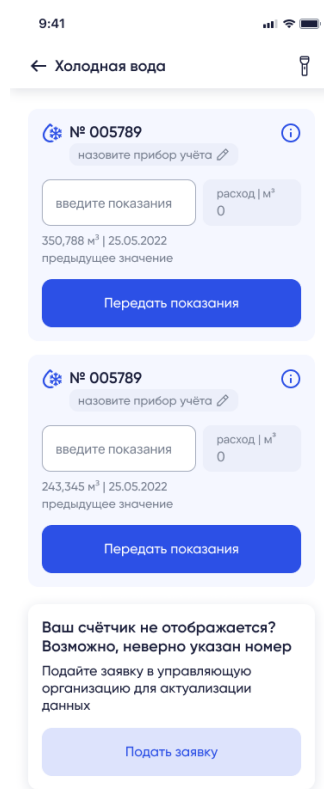 9:41
Холодная вода
№ 005789
назовите прибор учёта
введите показания
расход | м³
0
350,788 м³ | 25.05.2022
предыдущее значение
Передать показания
№ 005789
назовите прибор учёта
введите показания
расход | м³
0
243,345 м³ | 25.05.2022
предыдущее значение
Передать показания
Ваш счётчик не отображается?
Возможно, неверно указан номер
Подайте заявку в управляющую
организацию для актуализации
данных
Подать заявку